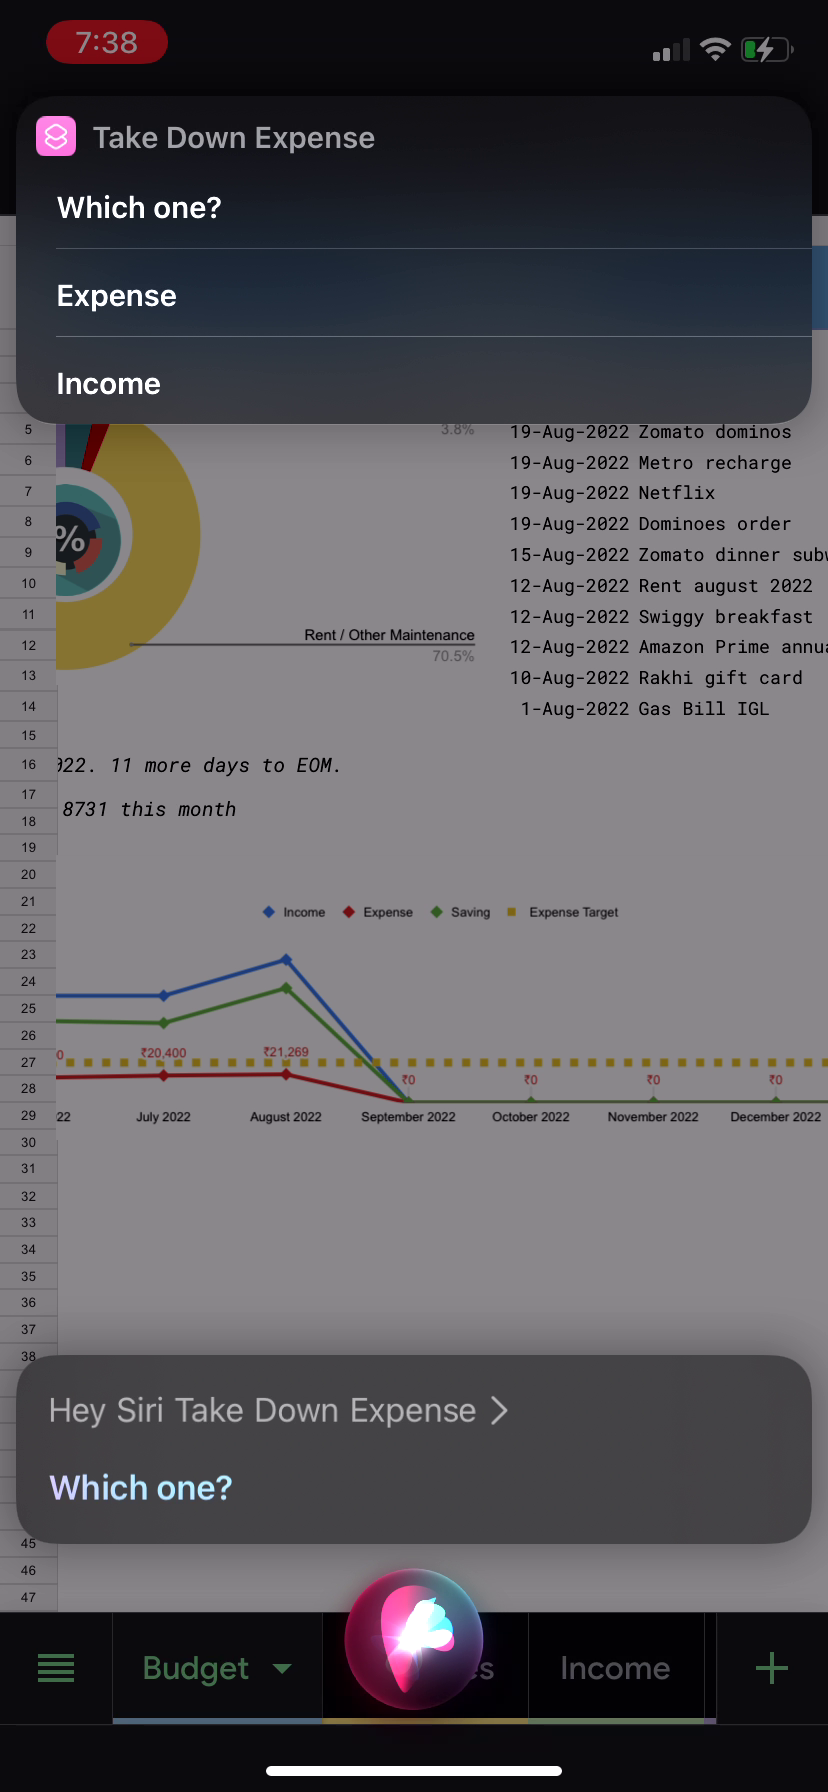 7:38
Take Down Expense
Which one?
Expense
Income
5
3.8%
19-Aug-2022 Zomato dominos
6
19-Aug-2022 Metro recharge
7
19-Aug-2022 Netflix
8
%
19-Aug-2022 Dominoes order
9
15-Aug-2022 Zomato dinner
10
12-Aug-2022 Rent august 2022
11
12-Aug-2022 Swiggy breakfast
12
Rent / Other Maintenance
12-Aug-2022 Amazon Prime
13
70.5%
10-Aug-2022 Rakhi gift card
14
1-Aug-2022 Gas Bill IGL
15
16
022. 11 more days to EOM.
17
8731 this month
18
19
20
21
Income Expense Saving Expense Target
22
23
24
25
26
27
0 ₹20,400 ₹21,269
28
₹0 ₹0 ₹0 ₹0
29
22 July 2022 August 2022 September 2022 October 2022 November 2022 December 2022
30
31
32
33
34
35
36
37
38
Hey Siri Take Down Expense >
Which one?
45
46
47
Budget
Income
+